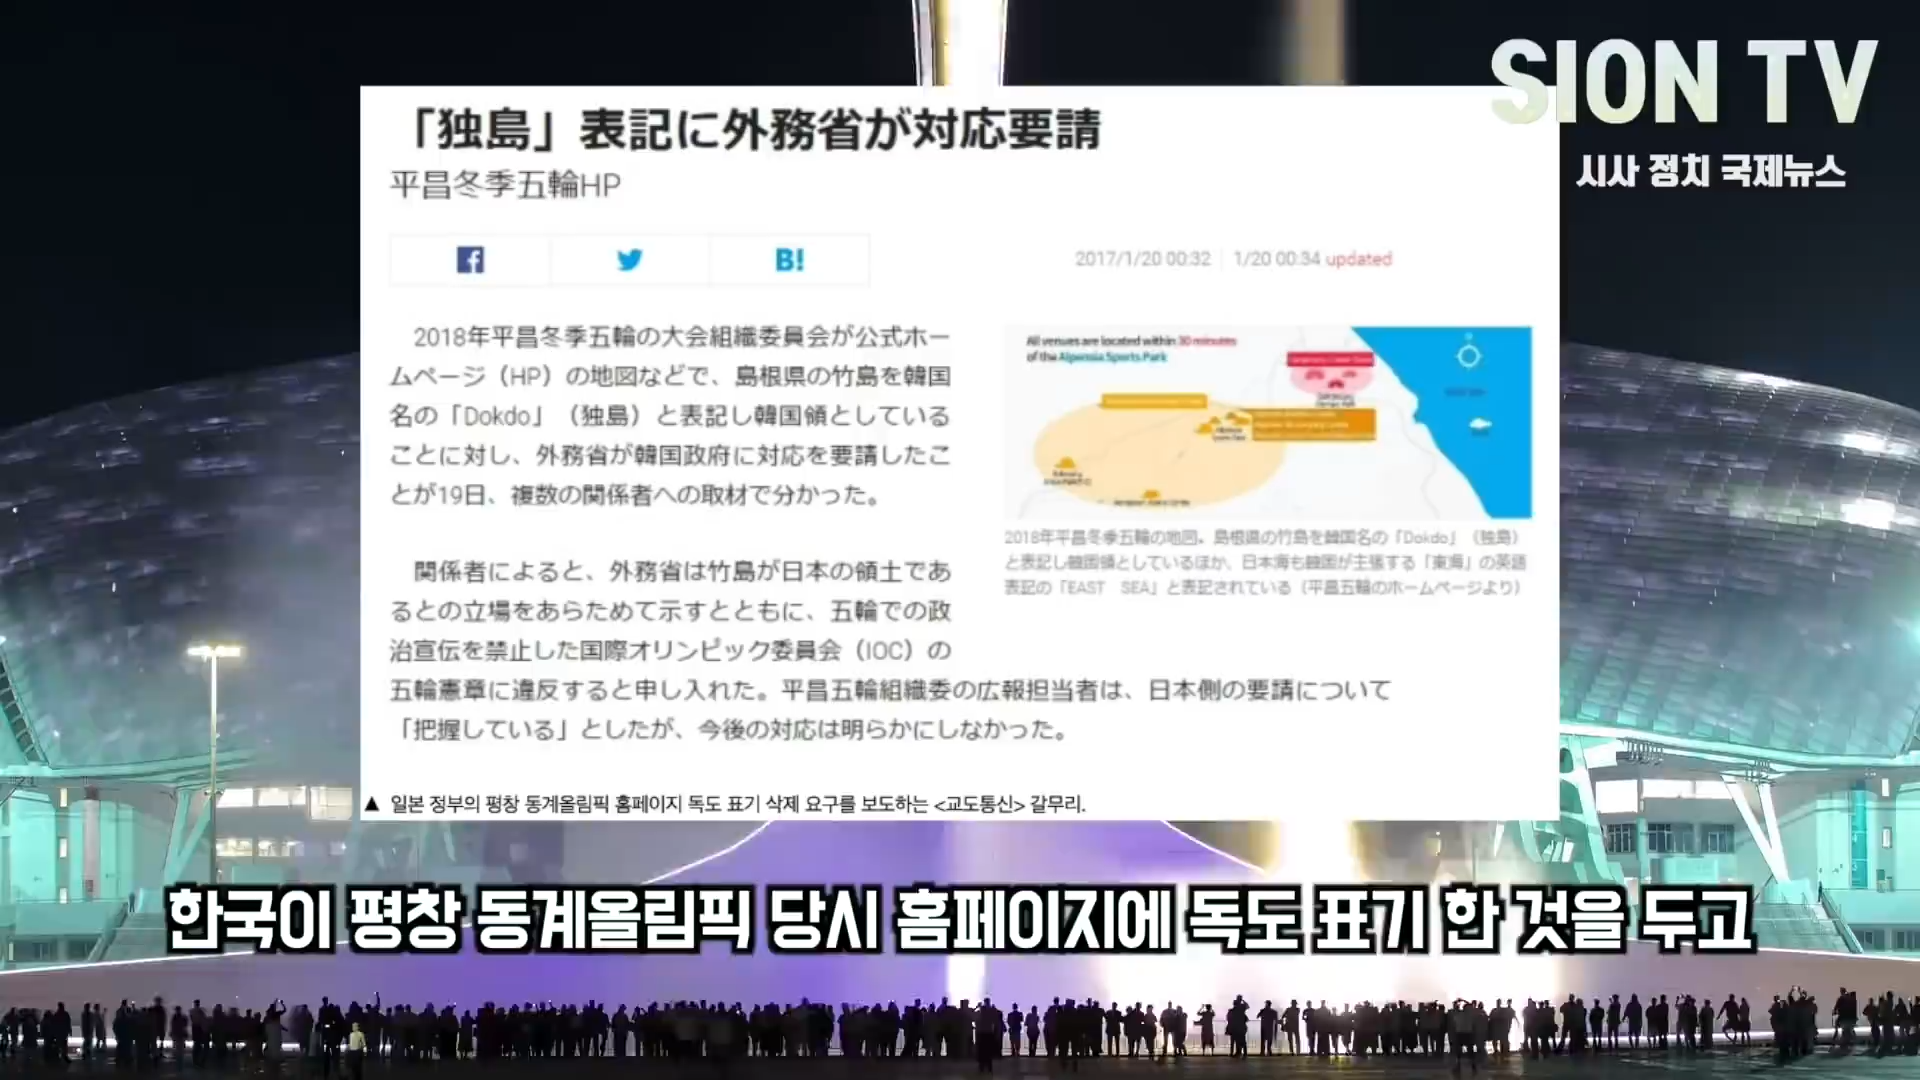 SION TV
시사 정치 국제뉴스
「独島」表記に外務省が対応要請
平昌冬季五輪HP
B!
2017/1/20 00:32 1/20 00:34 updated
2018年平昌冬季五輪の大会組織委員会が公式ホー
ムページ（HP）の地図などで、島根県の竹島を韓国
名の「Dokdo」（独島）と表記し韓国領としている
ことに対し、外務省が韓国政府に対応を要請したこ
とが19日、複数の関係者への取材で分かった。
関係者によると、外務省は竹島が日本の領土であ
るとの立場をあらためて示すとともに、五輪での政
治宣伝を禁止した国際オリンピック委員会（IOC）の
五輪憲章に違反すると申し入れた。平昌五輪組織委の広報担当者は、日本側の要請について
「把握している」としたが、今後の対応は明らかにしなかった。
All venues are located within 30 minutes
of the Alpensia Sports Park
2018年平昌冬季五輪の地図。島根県の竹島を韓国名の「Dokdo」（独島）
と表記し韓国領としているほか、日本海も韓国が主張する「東海」の英語
表記の「EAST SEA」と表記されている（平昌五輪のホームページより）
▲ 일본 정부의 평창 동계올림픽 홈페이지 독도 표기 삭제 요구를 보도하는 <교도통신> 갈무리.
한국이 평창 동계올림픽 당시 홈페이지에 독도 표기 한 것을 두고